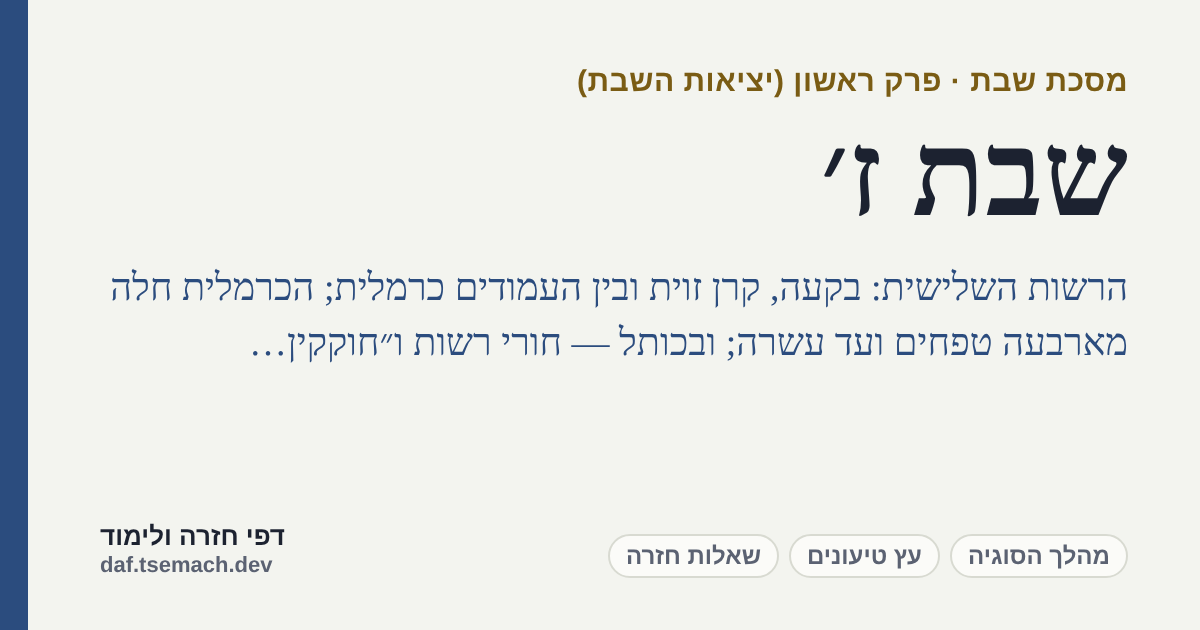 מסכת שבת · פרק ראשון (יציאות השבת)
שבת ז׳
הרשות השלישית: בקעה, קרן זוית ובין העמודים כרמלית; הכרמלית חלה
מארבעה טפחים ועד עשרה; ובכותל — חורי רשות ו״חוקקין…
מהלך הסוגיה
עץ טיעונים
שאלות חזרה
דפי חזרה ולימוד
daf.tsemach.dev